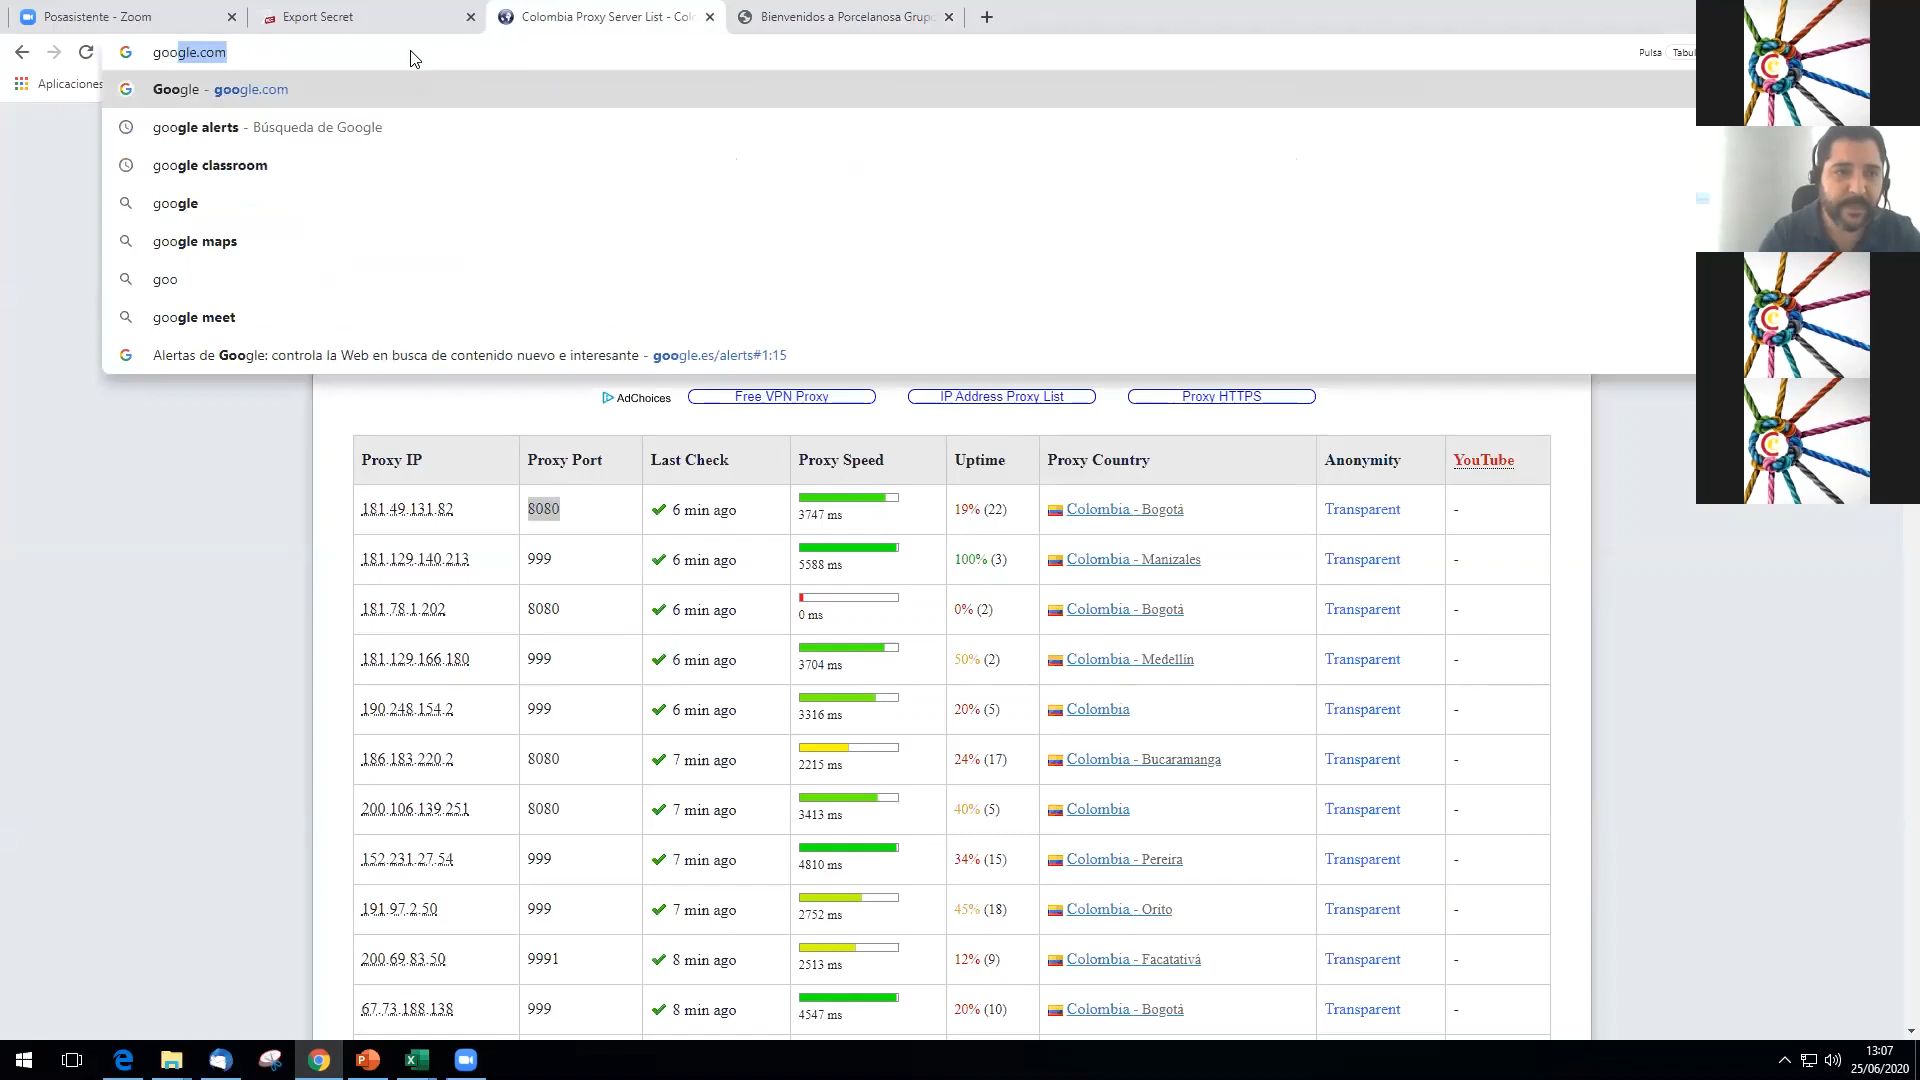 Posasistente - Zoom
Export Secret
Colombia Proxy Server List - Col
Bienvenidos a Porcelanosa Grup
google.com
Pulsa Tabul
Aplicaciones
Google - google.com
google alerts - Búsqueda de Google
google classroom
google
google maps
goo
google meet
Alertas de Google: controla la Web en busca de contenido nuevo e interesante - google.es/alerts#1:15
AdChoices Free VPN Proxy IP Address Proxy List Proxy HTTPS
Proxy IP Proxy Port Last Check Proxy Speed Uptime Proxy Country Anonymity YouTube
181.49.131.82 8080 6 min ago 3747 ms 19% (22) Colombia - Bogotá Transparent -
181.129.140.213 999 6 min ago 5588 ms 100% (3) Colombia - Manizales Transparent -
181.78.1.202 8080 6 min ago 0 ms 0% (2) Colombia - Bogotá Transparent -
181.129.166.180 999 6 min ago 3704 ms 50% (2) Colombia - Medellín Transparent -
190.248.154.2 999 6 min ago 3316 ms 20% (5) Colombia Transparent -
186.183.220.2 8080 7 min ago 2215 ms 24% (17) Colombia - Bucaramanga Transparent -
200.106.139.251 8080 7 min ago 3413 ms 40% (5) Colombia Transparent -
152.231.27.54 999 7 min ago 4810 ms 34% (15) Colombia - Pereira Transparent -
191.97.2.50 999 7 min ago 2752 ms 45% (18) Colombia - Orito Transparent -
200.69.83.50 9991 8 min ago 2513 ms 12% (9) Colombia - Facatativá Transparent -
67.73.188.138 999 8 min ago 4547 ms 20% (10) Colombia - Bogotá Transparent -
13:07
25/06/2020